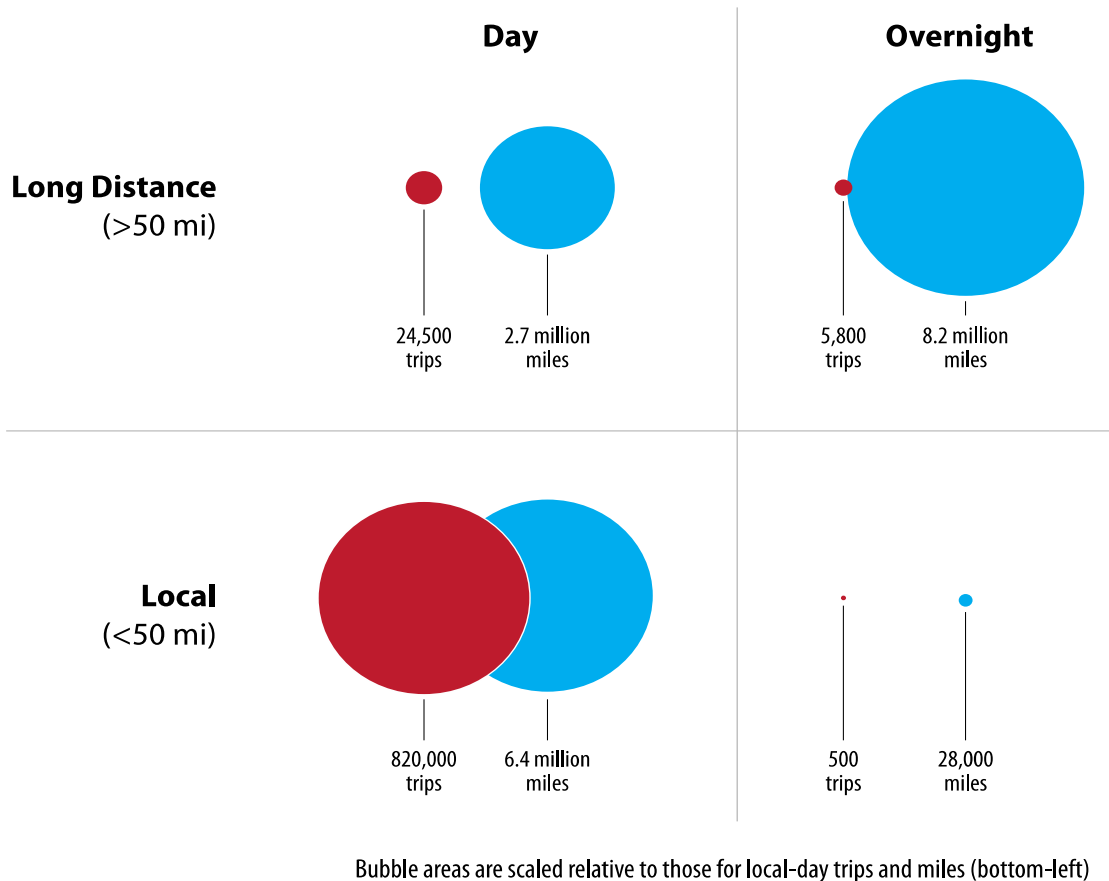 Day
Overnight
Long Distance
(>50 mi)
24,500
trips
2.7 million
miles
5,800
trips
8.2 million
miles
Local
(<50 mi)
820,000
trips
6.4 million
miles
500
trips
28,000
miles
Bubble areas are scaled relative to those for local-day trips and miles (bottom-left)